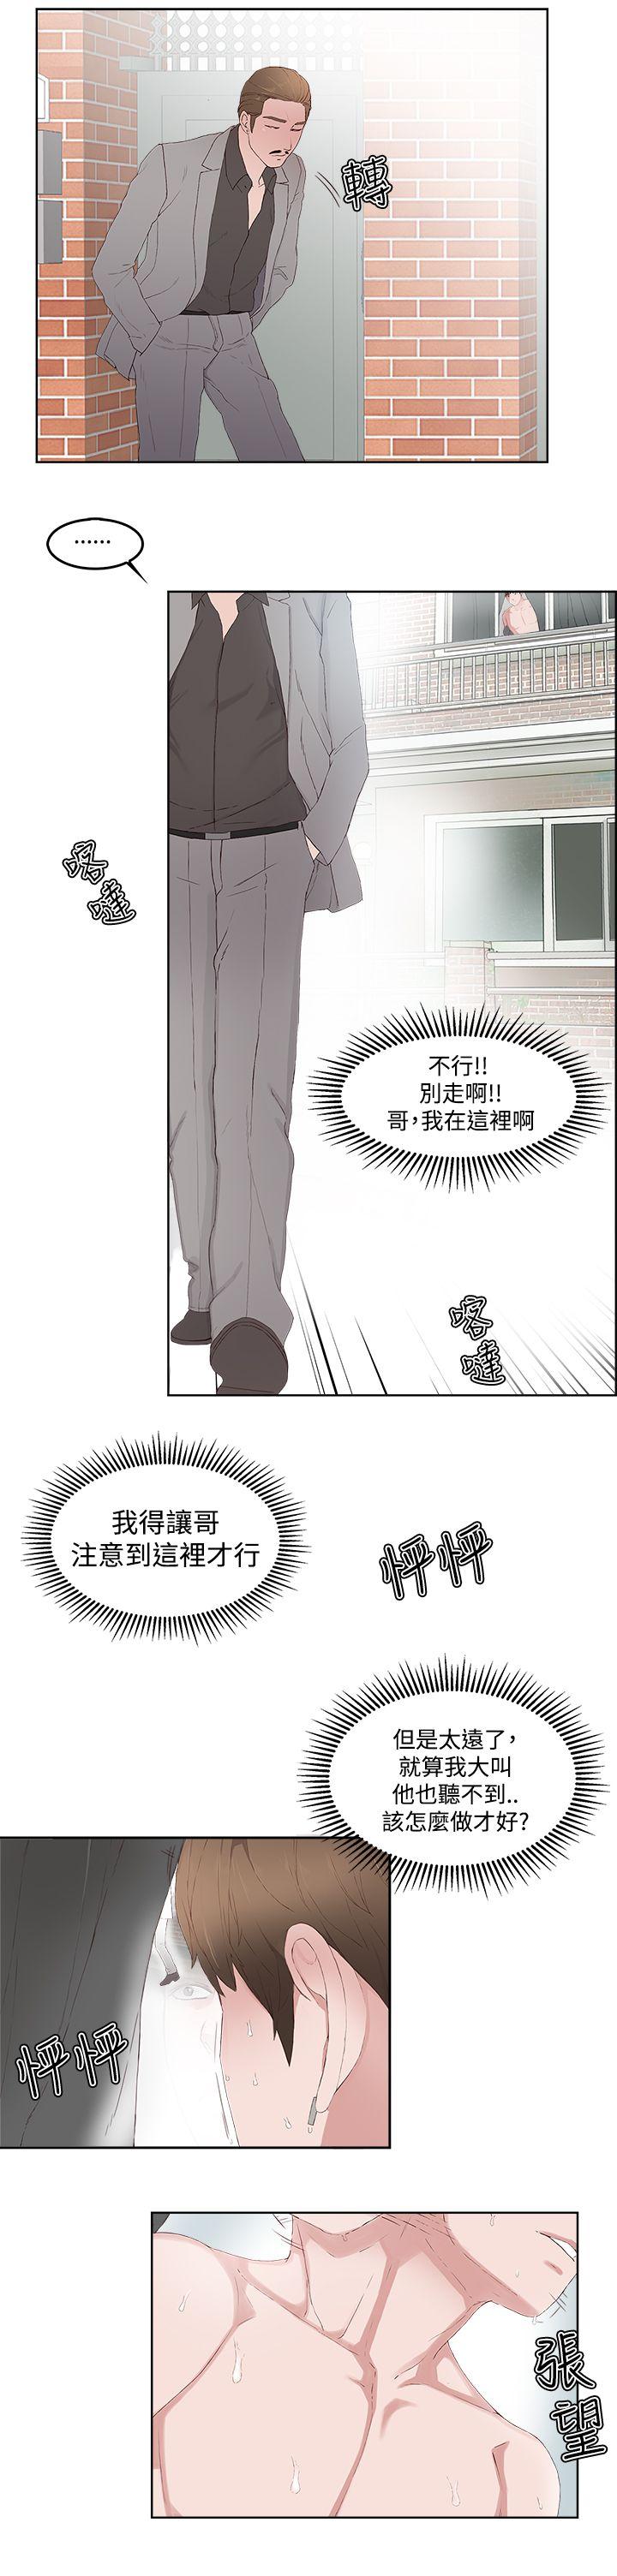 轉
……
喀噠
不行!!
別走啊!!
哥,我在這裡啊
喀噠
我得讓哥
注意到這裡才行
怦怦
但是太遠了,
就算我大叫
他也聽不到..
該怎麼做才好?
怦怦
張望